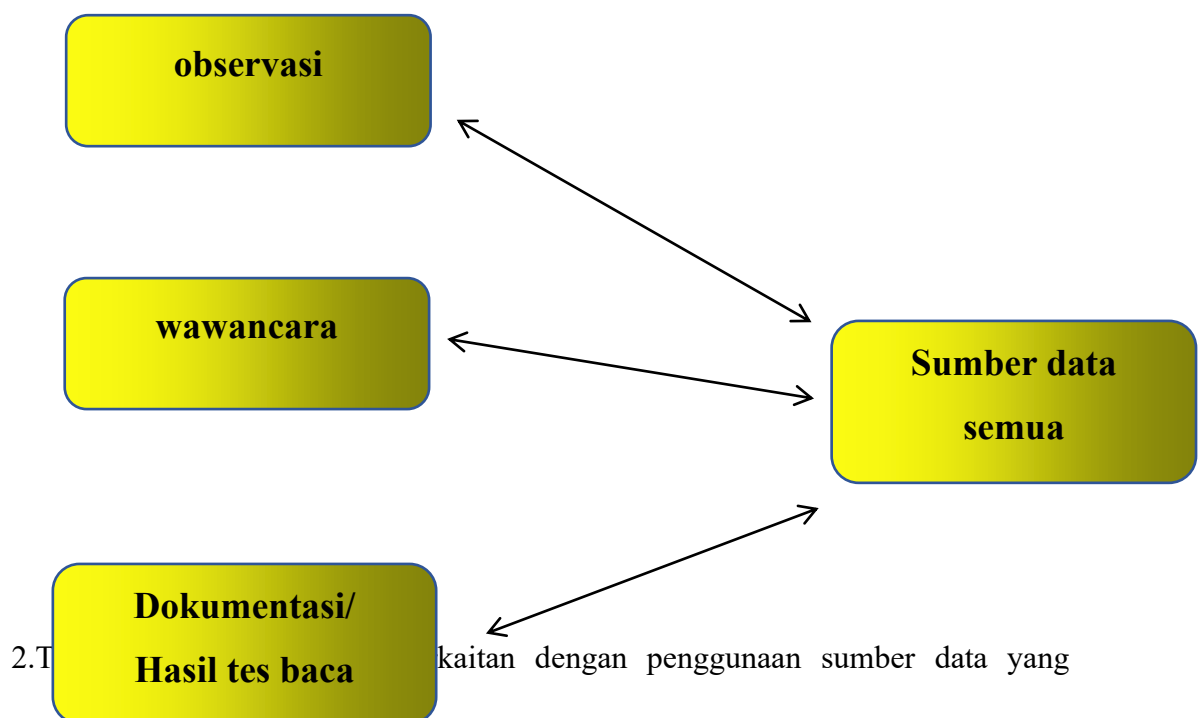 observasi
wawancara
Sumber data
semua
Dokumentasi/
Hasil tes baca
2.T kaitan dengan penggunaan sumber data yang